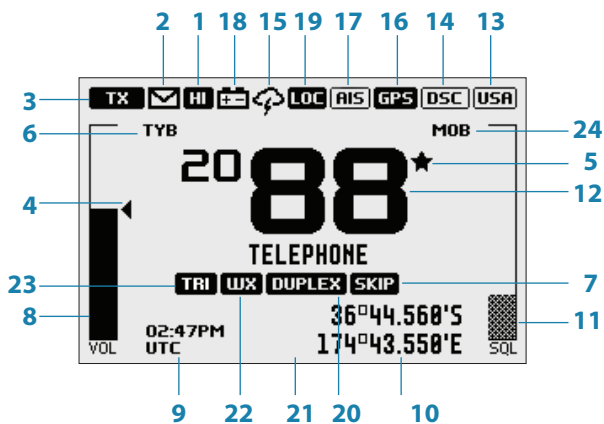 2 1 18 15 19 17 16 14 13
3 TX HI LOC AIS GPS DSC USA
6 TYB MOB 24
20 88 5
12
4
TELEPHONE
23 TRI WX DUPLEX SKIP 7
8 36°44.560'S 11
02:47PM
VOL UTC 174°43.550'E SQL
9 22 21 20 10